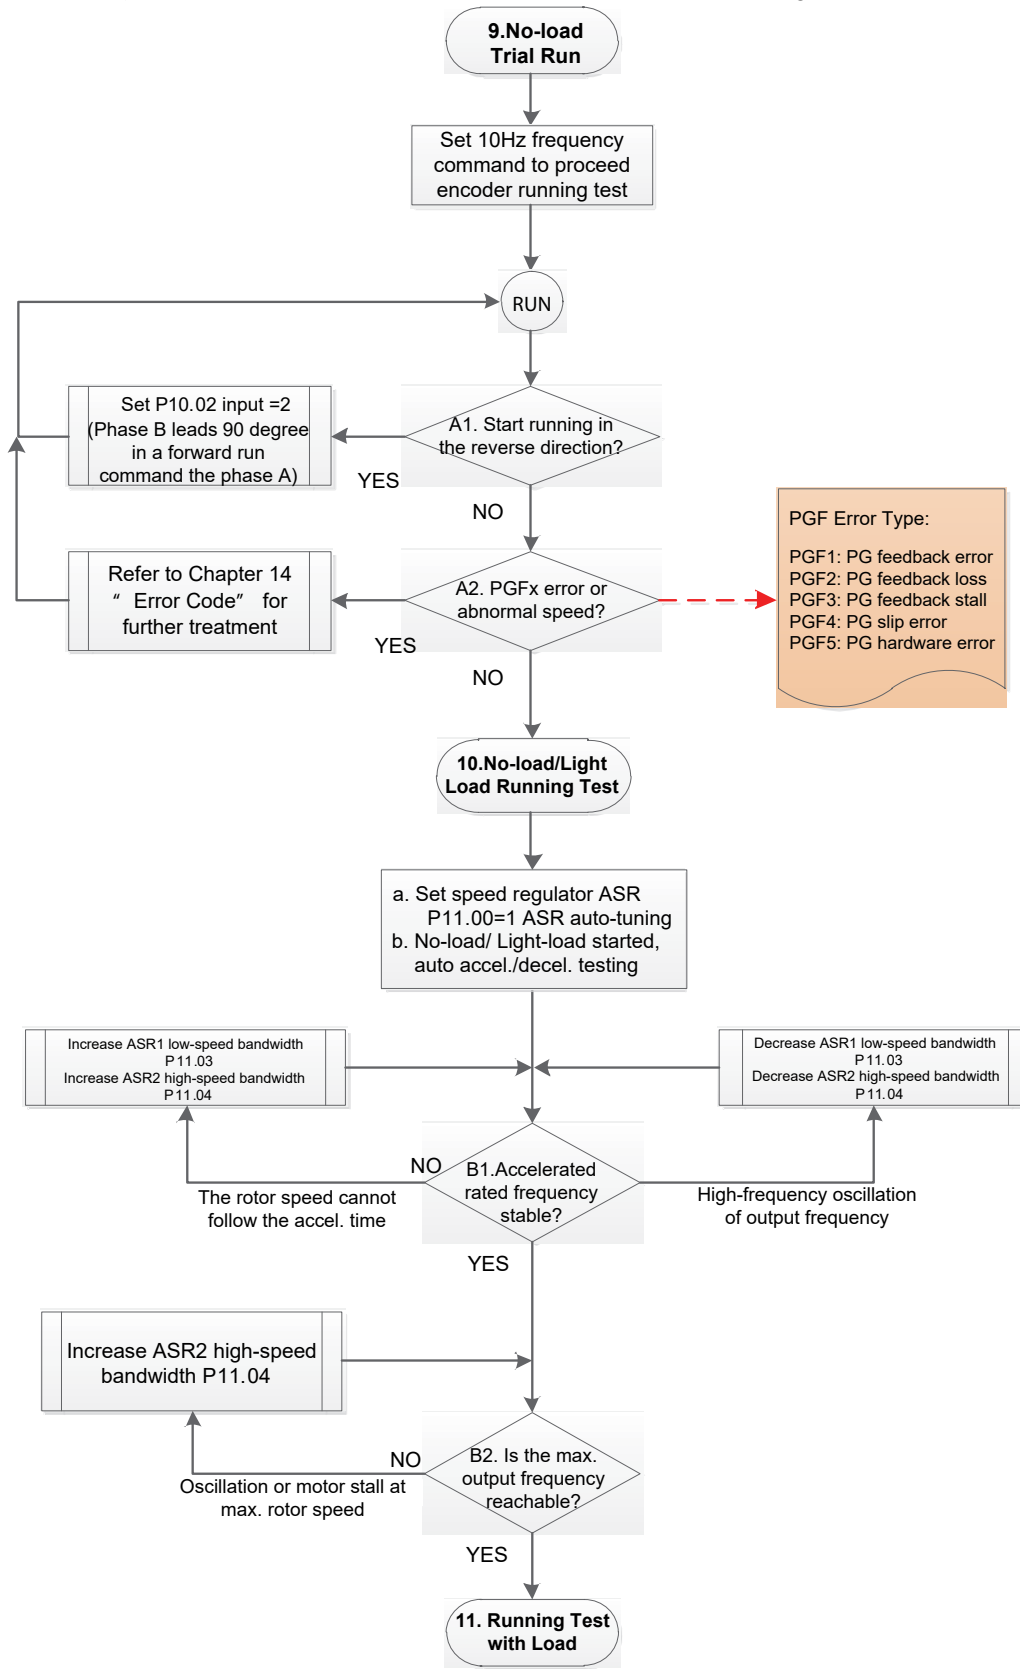 9.No-load
Trial Run
Set 10Hz frequency
command to proceed
encoder running test
RUN
Set P10.02 input =2
(Phase B leads 90 degree
in a forward run
command the phase A)
A1. Start running in
the reverse direction?
YES
NO
PGF Error Type:
PGF1: PG feedback error
PGF2: PG feedback loss
PGF3: PG feedback stall
PGF4: PG slip error
PGF5: PG hardware error
Refer to Chapter 14
“ Error Code” for
further treatment
A2. PGFx error or
abnormal speed?
YES
NO
10.No-load/Light
Load Running Test
a. Set speed regulator ASR
P11.00=1 ASR auto-tuning
b. No-load/ Light-load started,
auto accel./decel. testing
Increase ASR1 low-speed bandwidth
P11.03
Increase ASR2 high-speed bandwidth
P11.04
Decrease ASR1 low-speed bandwidth
P11.03
Decrease ASR2 high-speed bandwidth
P11.04
NO
B1.Accelerated
rated frequency
stable?
The rotor speed cannot
follow the accel. time
High-frequency oscillation
of output frequency
YES
Increase ASR2 high-speed
bandwidth P11.04
NO
B2. Is the max.
output frequency
reachable?
Oscillation or motor stall at
max. rotor speed
YES
11. Running Test
with Load